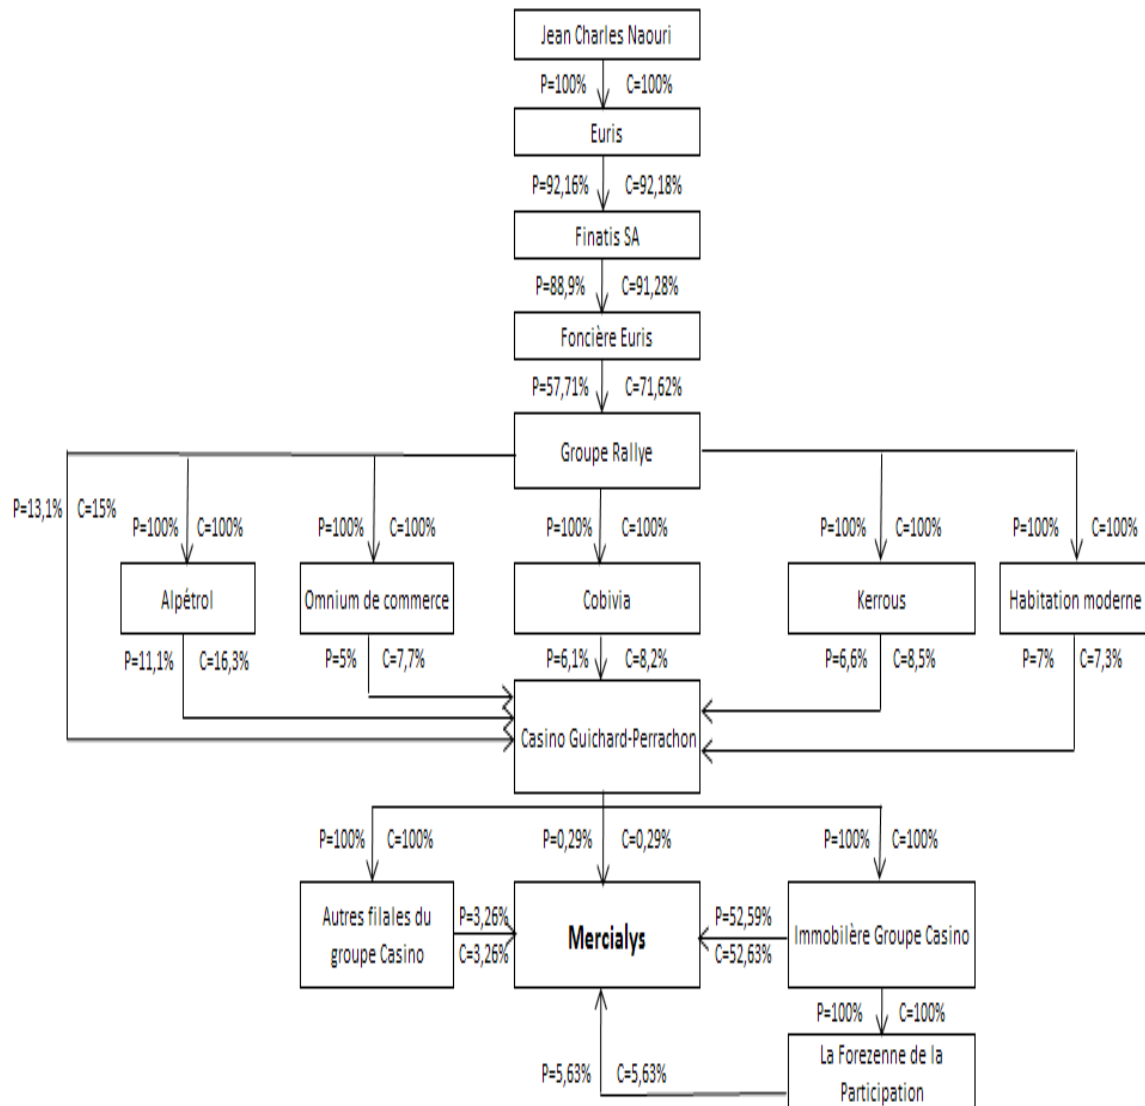 Jean Charles Naouri
P=100% C=100%
Euris
P=92,16% C=92,18%
Finatis SA
P=88,9% C=91,28%
Foncière Euris
P=57,71% C=71,62%
Groupe Rallye
P=13,1% C=15%
P=100% C=100%
P=100% C=100%
P=100% C=100%
P=100% C=100%
P=100% C=100%
Alpétrol
Omnium de commerce
Cobivia
Kerrous
Habitation moderne
P=11,1% C=16,3%
P=5% C=7,7%
P=6,1% C=8,2%
P=6,6% C=8,5%
P=7% C=7,3%
Casino Guichard-Perrachon
P=100% C=100%
P=0,29% C=0,29%
P=100% C=100%
Autres filales du
groupe Casino
P=3,26%
C=3,26%
Mercialys
P=52,59%
C=52,63%
Immobilère Groupe Casino
P=100% C=100%
P=5,63% C=5,63%
La Forezenne de la
Participation